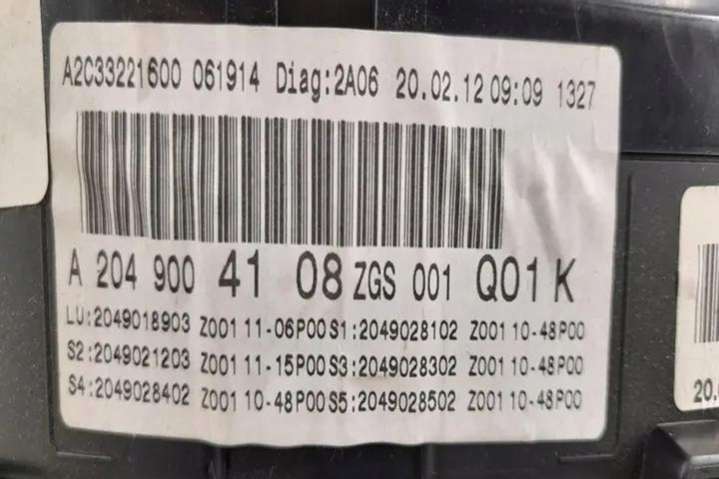 A2C33221600 061914 Diag:2A06 20.02.12 09:09 1327
A 204 900 41 08 ZGS 001 Q01 K
LU:2049018903 Z001 11-06P00 S1:2049028102 Z001 10-48P00
S2:2049021203 Z001 11-15P00 S3:2049028302 Z001 10-48P00
S4:2049028402 Z001 10-48P00 S5:2049028502 Z001 10-48P00
20.